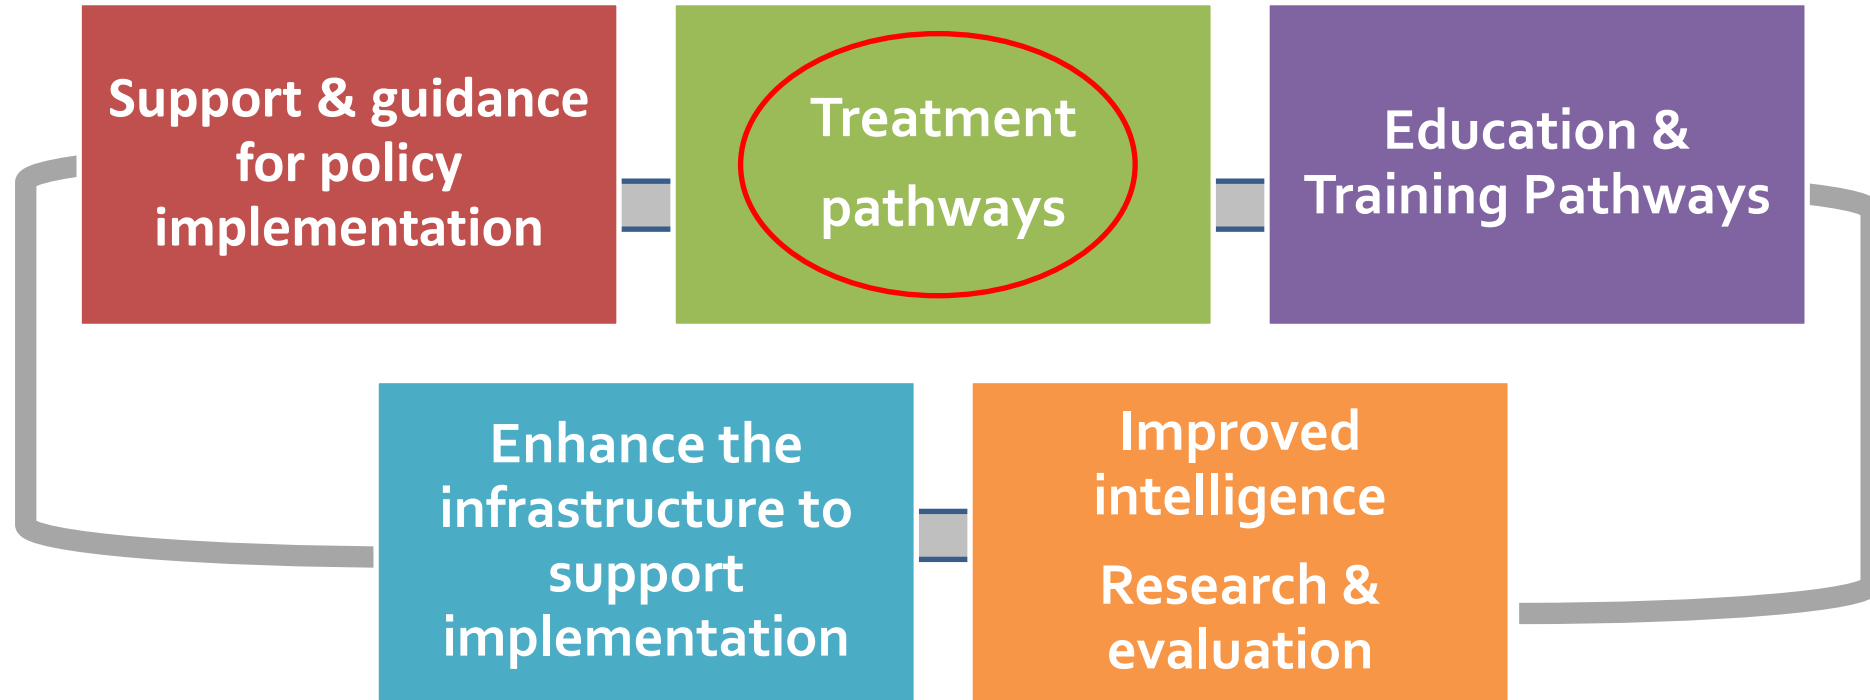 Support & guidance
for policy
implementation
Treatment
pathways
Education &
Training Pathways
Enhance the
infrastructure to
support
implementation
Improved
intelligence
Research &
evaluation